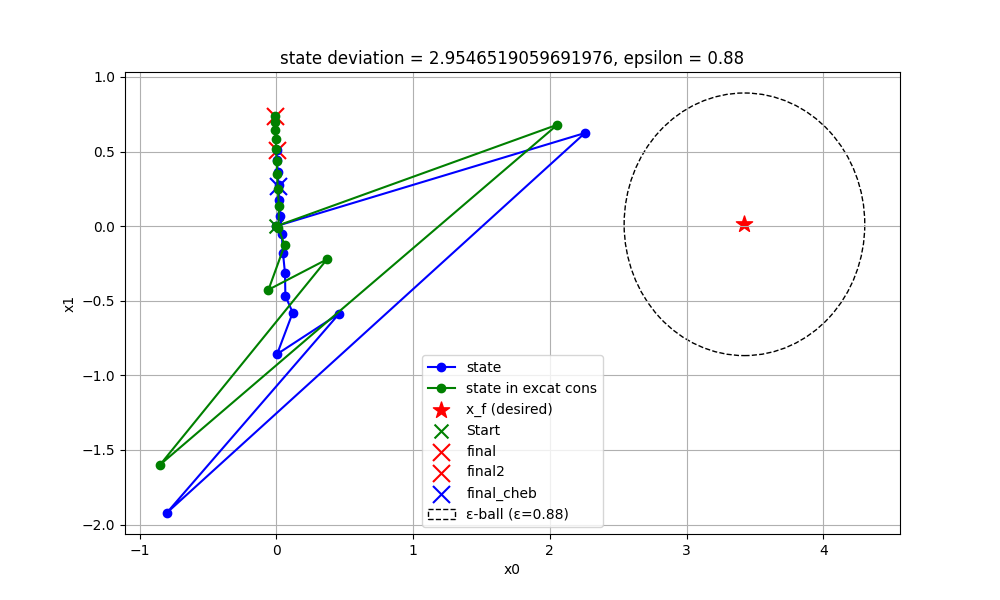 state deviation = 2.9546519059691976, epsilon = 0.88
1.0
0.5
0.0
−0.5
−1.0
−1.5
−2.0
x1
state
state in excat cons
x_f (desired)
Start
final
final2
final_cheb
ε-ball (ε=0.88)
−1
0
1
2
3
4
x0